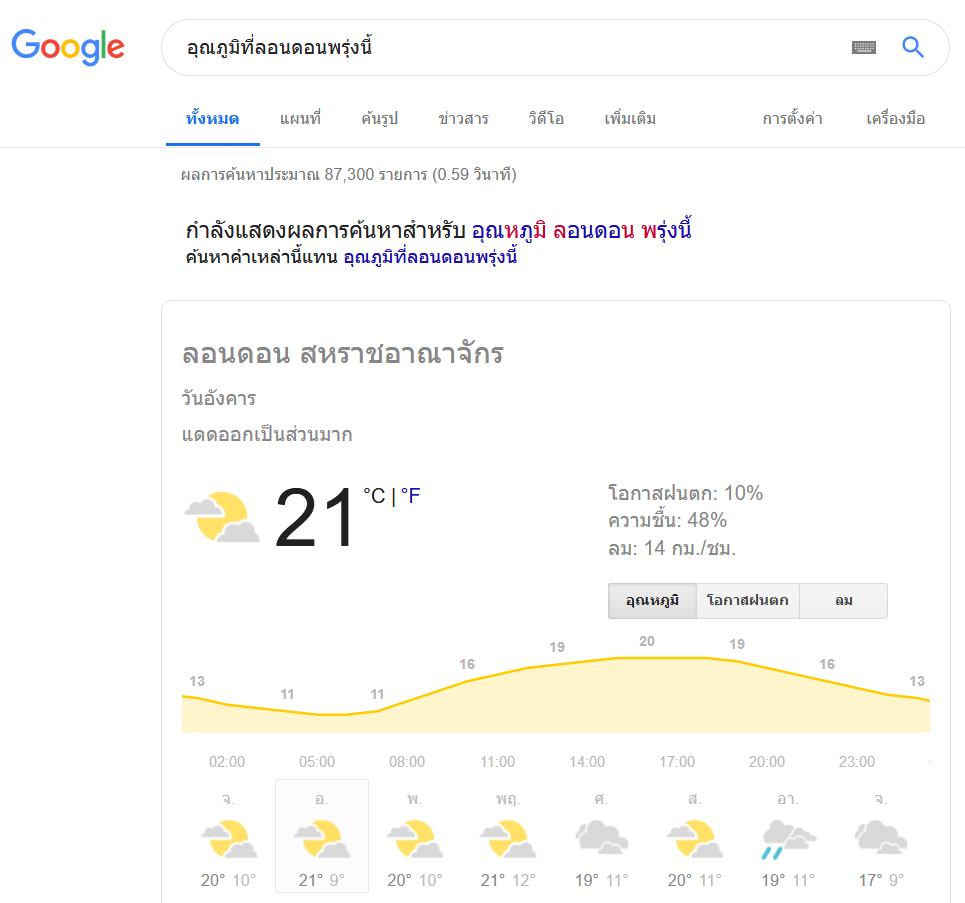 Google
อุณภูมิที่ลอนดอนพรุ่งนี้
ทั้งหมด แผนที่ ค้นรูป ข่าวสาร วิดีโอ เพิ่มเติม การตั้งค่า เครื่องมือ
ผลการค้นหาประมาณ 87,300 รายการ (0.59 วินาที)
กำลังแสดงผลการค้นหาสำหรับ อุณหภูมิ ลอนดอน พรุ่งนี้
ค้นหาคำเหล่านี้แทน อุณภูมิที่ลอนดอนพรุ่งนี้
ลอนดอน สหราชอาณาจักร
วันอังคาร
แดดออกเป็นส่วนมาก
21 °C | °F
โอกาสฝนตก: 10%
ความชื้น: 48%
ลม: 14 กม./ชม.
อุณหภูมิ โอกาสฝนตก ลม
13 11 11 16 19 20 19 16 13
02:00 05:00 08:00 11:00 14:00 17:00 20:00 23:00
จ. อ. พ. พฤ. ศ. ส. อา. จ.
20° 10° 21° 9° 20° 10° 21° 12° 19° 11° 20° 11° 19° 11° 17° 9°